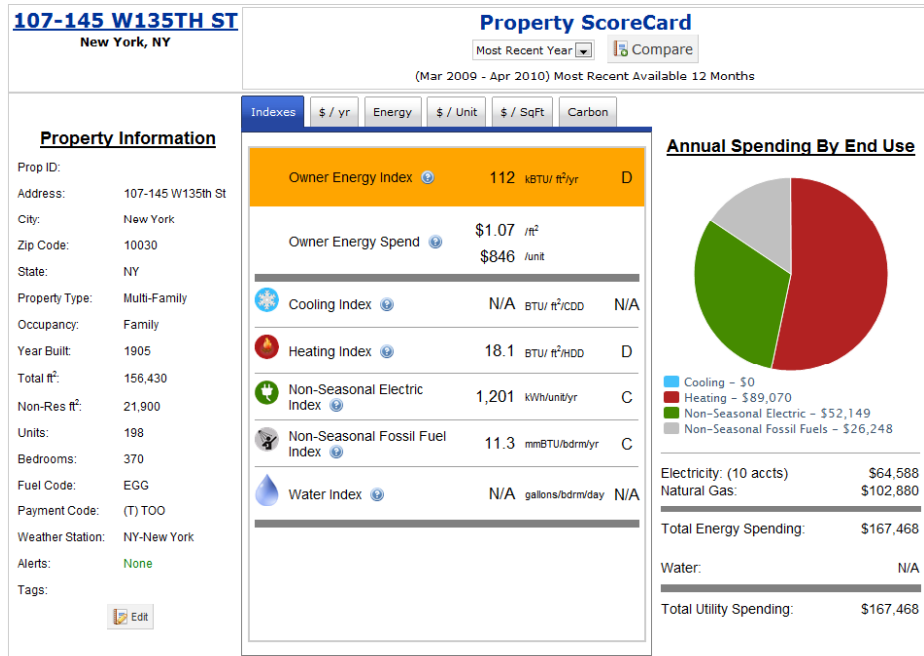 107-145 W135TH ST
New York, NY
Property ScoreCard
Most Recent Year
Compare
(Mar 2009 - Apr 2010) Most Recent Available 12 Months
Property Information
Prop ID:
Address: 107-145 W135th St
City: New York
Zip Code: 10030
State: NY
Property Type: Multi-Family
Occupancy: Family
Year Built: 1905
Total ft²: 156,430
Non-Res ft²: 21,900
Units: 198
Bedrooms: 370
Fuel Code: EGG
Payment Code: (T) TOO
Weather Station: NY-New York
Alerts: None
Tags:
Edit
Indexes $ / yr Energy $ / Unit $ / SqFt Carbon
Owner Energy Index ? 112 kBTU/ ft²/yr D
Owner Energy Spend ? $1.07 /ft²
$846 /unit
Cooling Index ? N/A BTU/ ft²/CDD N/A
Heating Index ? 18.1 BTU/ ft²/HDD D
Non-Seasonal Electric
Index ? 1,201 kWh/unit/yr C
Non-Seasonal Fossil Fuel
Index ? 11.3 mmBTU/bdrm/yr C
Water Index ? N/A gallons/bdrm/day N/A
Annual Spending By End Use
Cooling – $0
Heating – $89,070
Non-Seasonal Electric – $52,149
Non-Seasonal Fossil Fuels – $26,248
Electricity: (10 accts) $64,588
Natural Gas: $102,880
Total Energy Spending: $167,468
Water: N/A
Total Utility Spending: $167,468